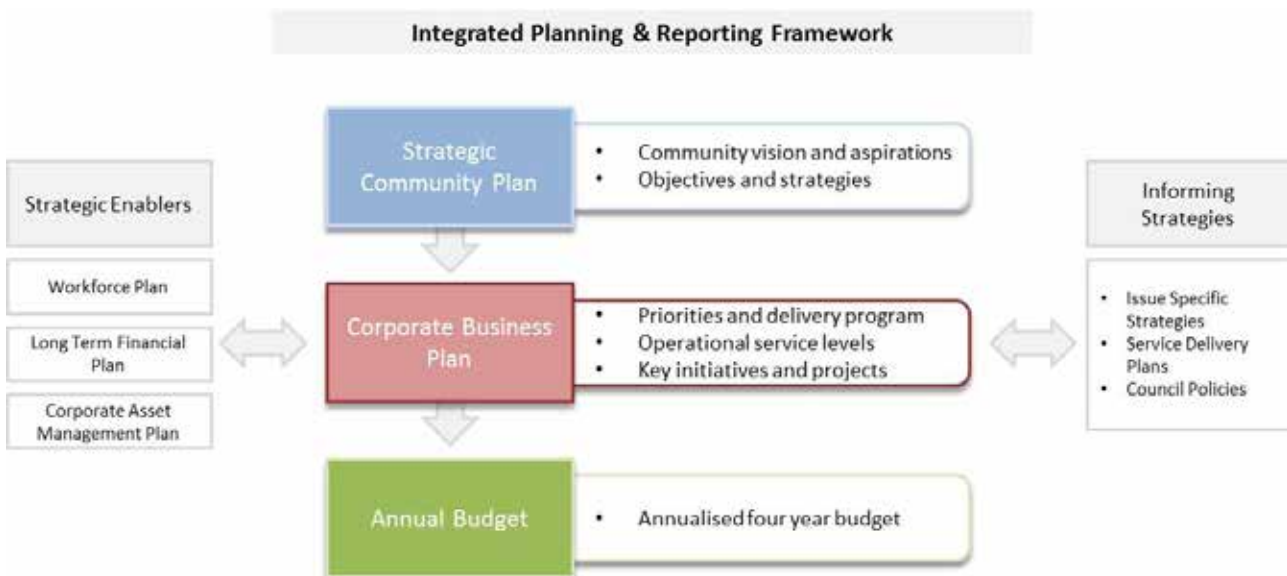 Integrated Planning & Reporting Framework
Strategic
Community Plan
• Community vision and aspirations
• Objectives and strategies
Strategic Enablers
Workforce Plan
Long Term Financial
Plan
Corporate Asset
Management Plan
Corporate Business
Plan
• Priorities and delivery program
• Operational service levels
• Key initiatives and projects
Informing
Strategies
• Issue Specific
Strategies
• Service Delivery
Plans
• Council Policies
Annual Budget
• Annualised four year budget